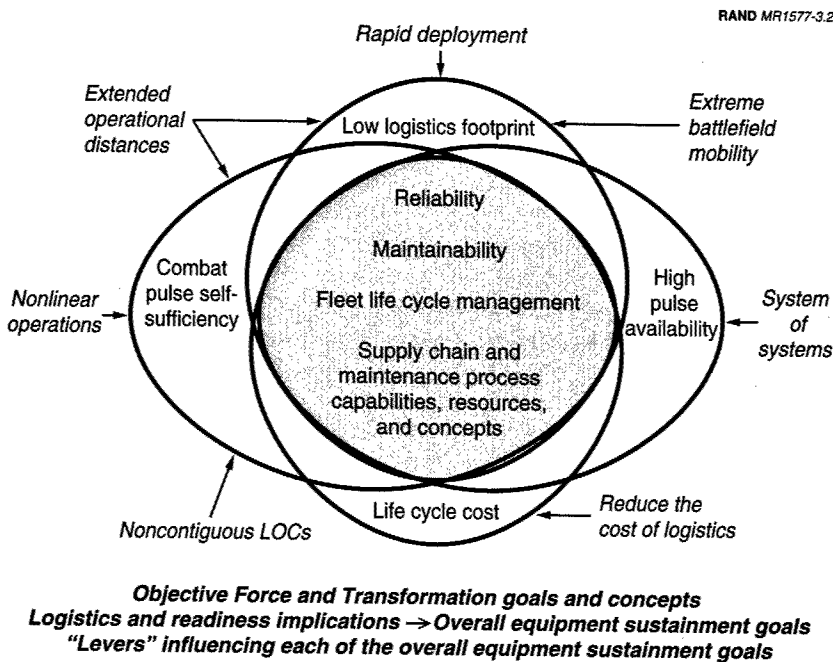 RAND MR1577-3.2
Rapid deployment
Extended
operational
distances
Low logistics footprint
Extreme
battlefield
mobility
Reliability
Maintainability
Fleet life cycle management
Supply chain and
maintenance process
capabilities, resources,
and concepts
Combat
pulse self-
sufficiency
High
pulse
availability
Nonlinear
operations
System
of
systems
Noncontiguous LOCs
Life cycle cost
Reduce the
cost of logistics
Objective Force and Transformation goals and concepts
Logistics and readiness implications → Overall equipment sustainment goals
“Levers” influencing each of the overall equipment sustainment goals